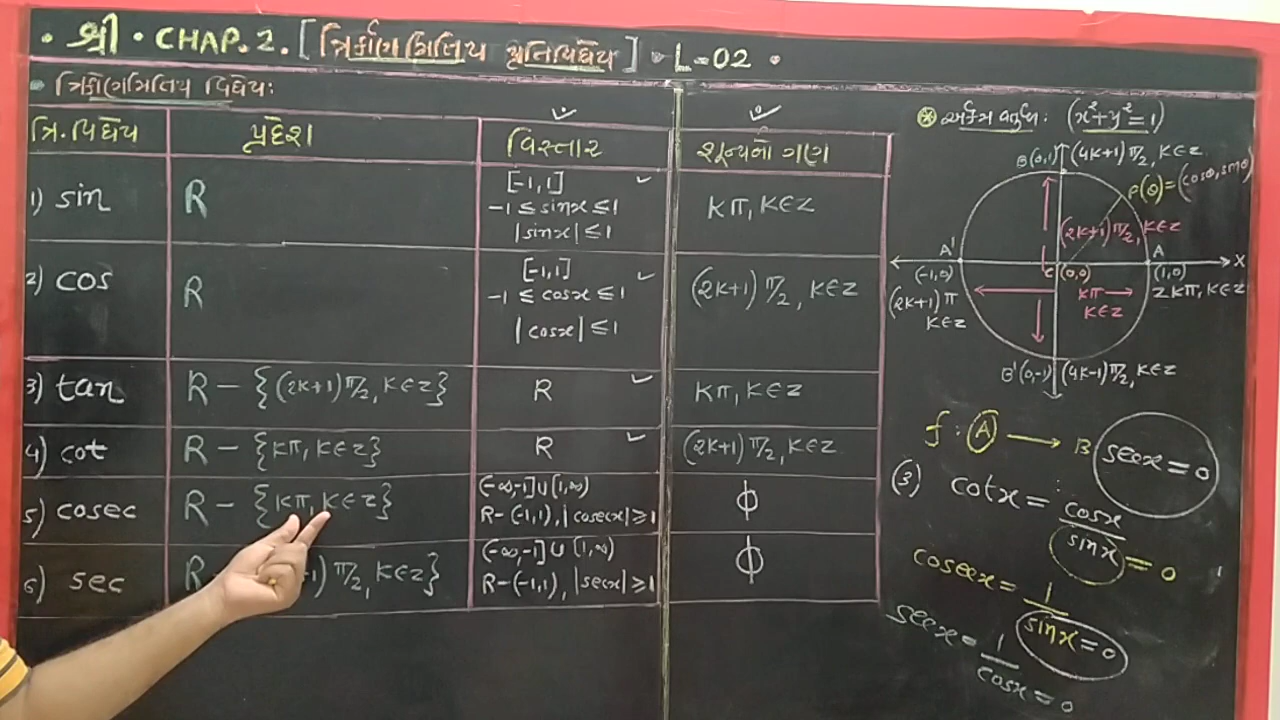 • શ્રી • CHAP. 2. [ ત્રિકોણમિતિય પ્રતિવિધેય ] • L-02 •
• ત્રિકોણમિતિય વિધેય:
ત્રિ.વિધેય પ્રદેશ વિસ્તાર શૂન્યનો ગણ
1) sin R [-1,1] kπ, k∈z
-1 ≤ sinx ≤ 1
|sinx| ≤ 1
2) cos R [-1,1] (2k+1) π/2, k∈z
-1 ≤ cosx ≤ 1
|cosx| ≤ 1
3) tan R - {(2k+1) π/2, k∈z} R kπ, k∈z
4) cot R - {kπ, k∈z} R (2k+1) π/2, k∈z
5) cosec R - {kπ, k∈z} (-∞,-1] ∪ [1,∞) φ
R-(-1,1), |cosecx| ≥ 1
6) sec R - 1) π/2, k∈z} (-∞,-1] ∪ [1,∞) φ
R-(-1,1), |secx| ≥ 1
એકમ વર્તુળ: (x²+y²=1)
B(0,1) (4k+1) π/2, k∈z
P(θ)=(cosθ, sinθ)
(2k+1) π/2, k∈z
A' A
X
(-1,0) C (0,0) (1,0)
(2k+1) π kπ 2kπ, k∈z
k∈z k∈z
B'(0,-1) (4k-1) π/2, k∈z
f : A → B
secx = 0
(3) cotx = cosx / sinx = 0
cosecx = 1 / sinx = 0
secx = 1 / cosx = 0